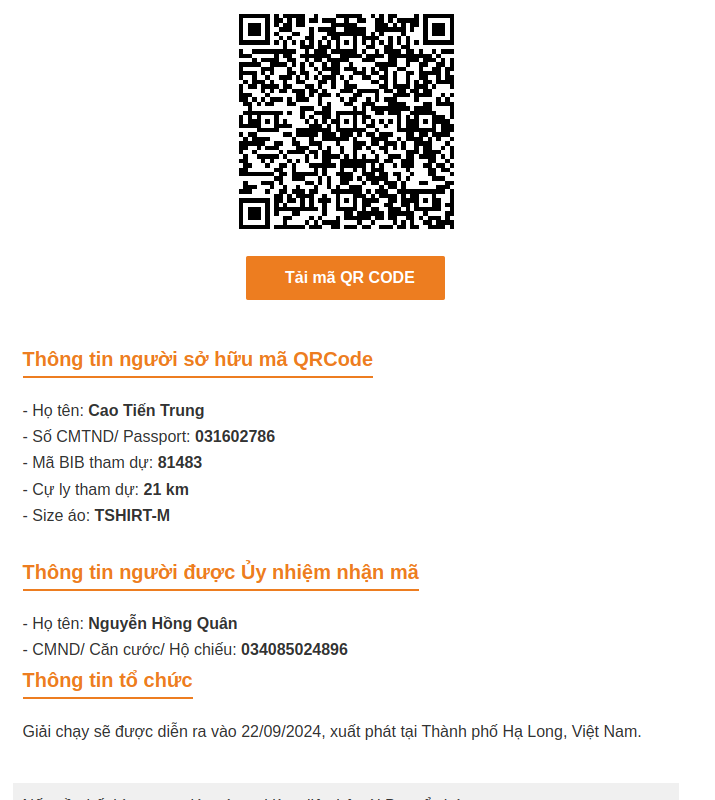 Tải mã QR CODE
Thông tin người sở hữu mã QRCode
- Họ tên: Cao Tiến Trung
- Số CMTND/ Passport: 031602786
- Mã BIB tham dự: 81483
- Cự ly tham dự: 21 km
- Size áo: TSHIRT-M
Thông tin người được Ủy nhiệm nhận mã
- Họ tên: Nguyễn Hồng Quân
- CMND/ Căn cước/ Hộ chiếu: 034085024896
Thông tin tổ chức
Giải chạy sẽ được diễn ra vào 22/09/2024, xuất phát tại Thành phố Hạ Long, Việt Nam.